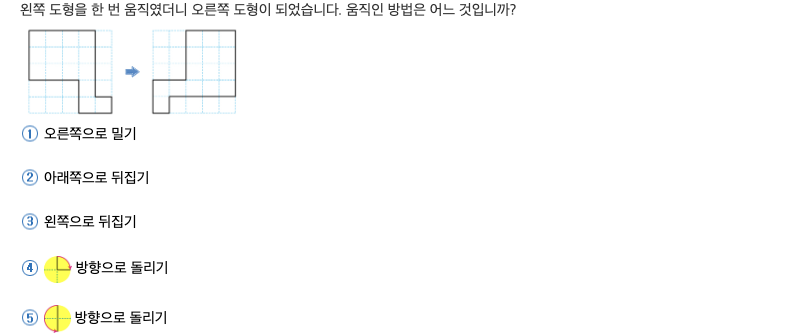 왼쪽 도형을 한 번 움직였더니 오른쪽 도형이 되었습니다. 움직인 방법은 어느 것입니까?
① 오른쪽으로 밀기
② 아래쪽으로 뒤집기
③ 왼쪽으로 뒤집기
④ 방향으로 돌리기
⑤ 방향으로 돌리기